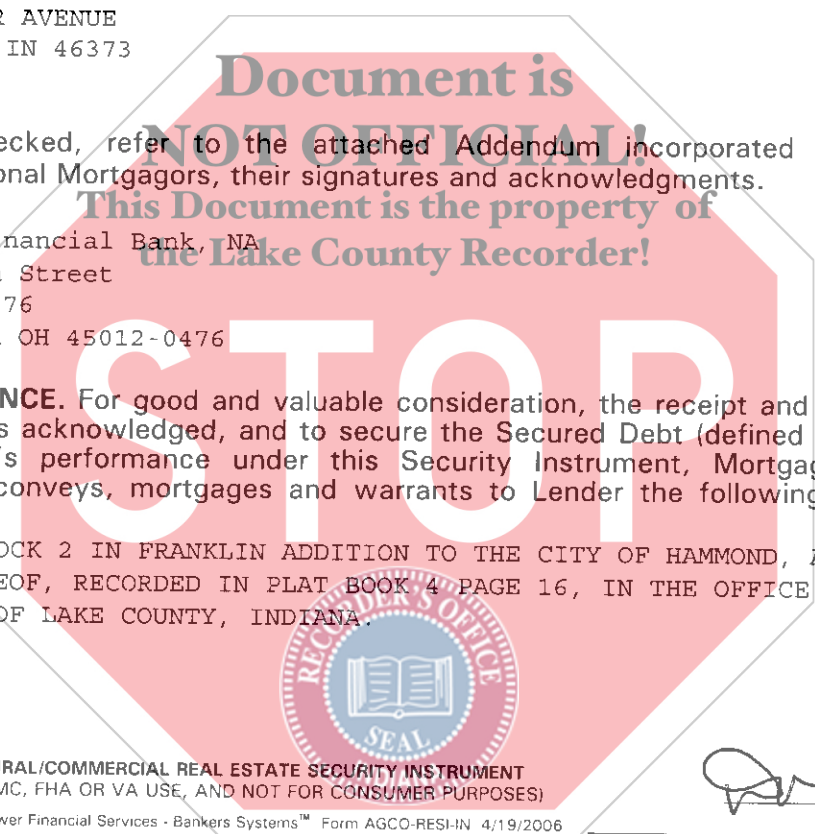 AVENUE
IN 46373
Document is
ecked, refer to the attached Addendum incorporated
NOT OFFICIAL!
onal Mortgagors, their signatures and acknowledgments.
This Document is the property of
nancial Bank, NA
the Lake County Recorder!
Street
76
OH 45012-0476
STOP
NCE. For good and valuable consideration, the receipt and
s acknowledged, and to secure the Secured Debt (defined
's performance under this Security Instrument, Mortgag
conveys, mortgages and warrants to Lender the following
OCK 2 IN FRANKLIN ADDITION TO THE CITY OF HAMMOND, A
EOF, RECORDED IN PLAT BOOK 4 PAGE 16, IN THE OFFICE
OF LAKE COUNTY, INDIANA.
RECORDER'S OFFICE
SEAL
INDIANA
RAL/COMMERCIAL REAL ESTATE SECURITY INSTRUMENT
MC, FHA OR VA USE, AND NOT FOR CONSUMER PURPOSES)
wer Financial Services - Bankers Systems™ Form AGCO-RESI-IN 4/19/2006